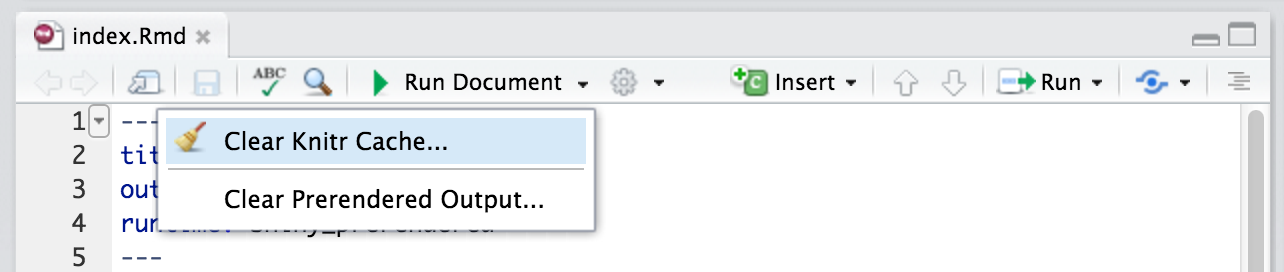 index.Rmd
ABC Run Document Insert Run
C
1 ---
Clear Knitr Cache...
2 tit
3 out
Clear Prerendered Output...
4 run
5 ---